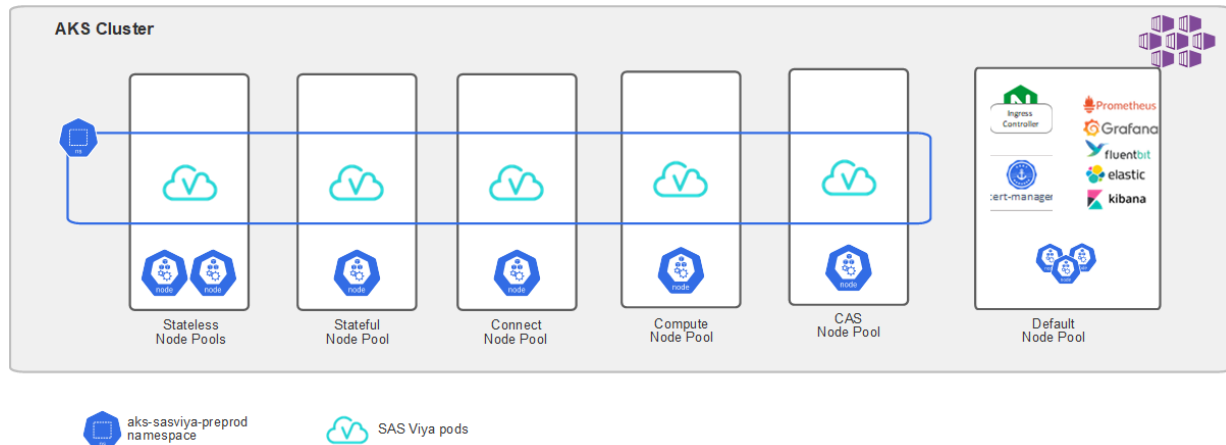 AKS Cluster
ns
Ingress
Controller
Prometheus
Grafana
fluentbit
elastic
kibana
cert-manager
node
node
node
node
node
node
Stateless
Node Pools
Stateful
Node Pool
Connect
Node Pool
Compute
Node Pool
CAS
Node Pool
Default
Node Pool
aks-sasviya-preprod
namespace
SAS Viya pods